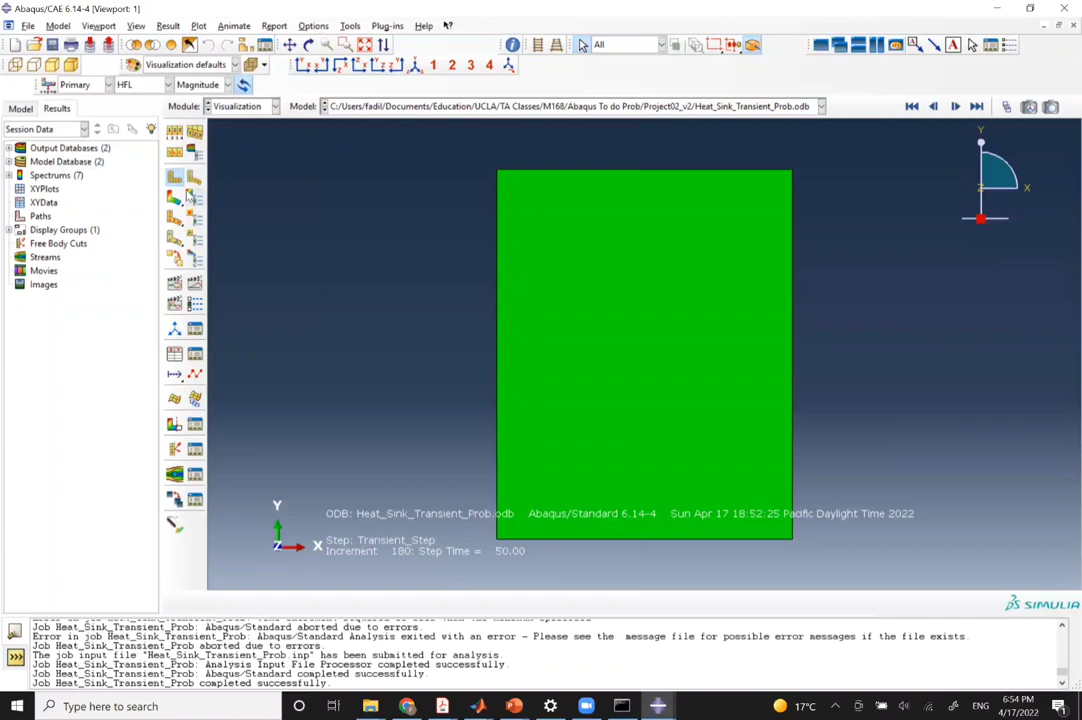 Abaqus/CAE 6.14-4 [Viewport: 1]
File Model Viewport View Result Plot Animate Report Options Tools Plug-ins Help
All
Visualization defaults
1 2 3 4
Primary HFL Magnitude
Model Results
Module: Visualization Model: C:/Users/fadil/Documents/Education/UCLA/TA Classes/M168/Abaqus To do Prob/Project02_v2/Heat_Sink_Transient_Prob.odb
Session Data
Output Databases (2)
Model Database (2)
Spectrums (7)
XYPlots
XYData
Paths
Display Groups (1)
Free Body Cuts
Streams
Movies
Images
Y
X
Z
Y
Z
X
ODB: Heat_Sink_Transient_Prob.odb Abaqus/Standard 6.14-4 Sun Apr 17 18:52:25 Pacific Daylight Time 2022
Step: Transient_Step
Increment 180: Step Time = 50.00
SIMULIA
Job Heat_Sink_Transient_Prob: Abaqus/Standard aborted due to errors.
Error in job Heat_Sink_Transient_Prob: Abaqus/Standard Analysis exited with an error - Please see the message file for possible error messages if the file exists.
Job Heat_Sink_Transient_Prob aborted due to errors.
The job input file "Heat_Sink_Transient_Prob.inp" has been submitted for analysis.
Job Heat_Sink_Transient_Prob: Analysis Input File Processor completed successfully.
Job Heat_Sink_Transient_Prob: Abaqus/Standard completed successfully.
Job Heat_Sink_Transient_Prob completed successfully.
Type here to search
17°C
ENG
6:54 PM
4/17/2022